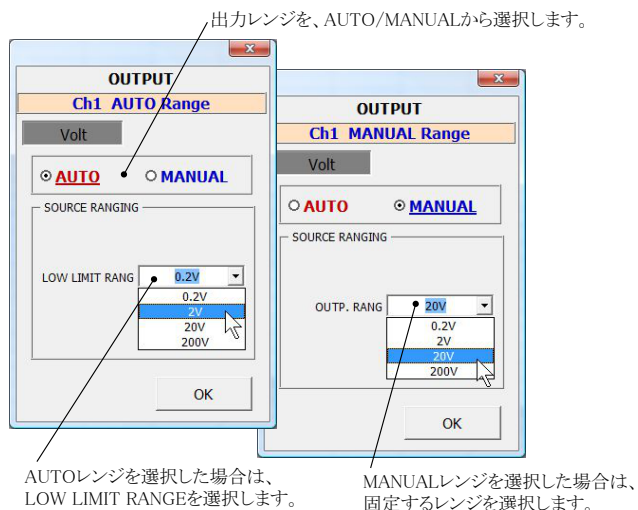 出力レンジを、AUTO/MANUALから選択します。
OUTPUT
Ch1 AUTO Range
Volt
AUTO
MANUAL
SOURCE RANGING
LOW LIMIT RANG
0.2V
0.2V
2V
20V
200V
OK
OUTPUT
Ch1 MANUAL Range
Volt
AUTO
MANUAL
SOURCE RANGING
OUTP. RANG
20V
0.2V
2V
20V
200V
OK
AUTOレンジを選択した場合は、
LOW LIMIT RANGEを選択します。
MANUALレンジを選択した場合は、
固定するレンジを選択します。